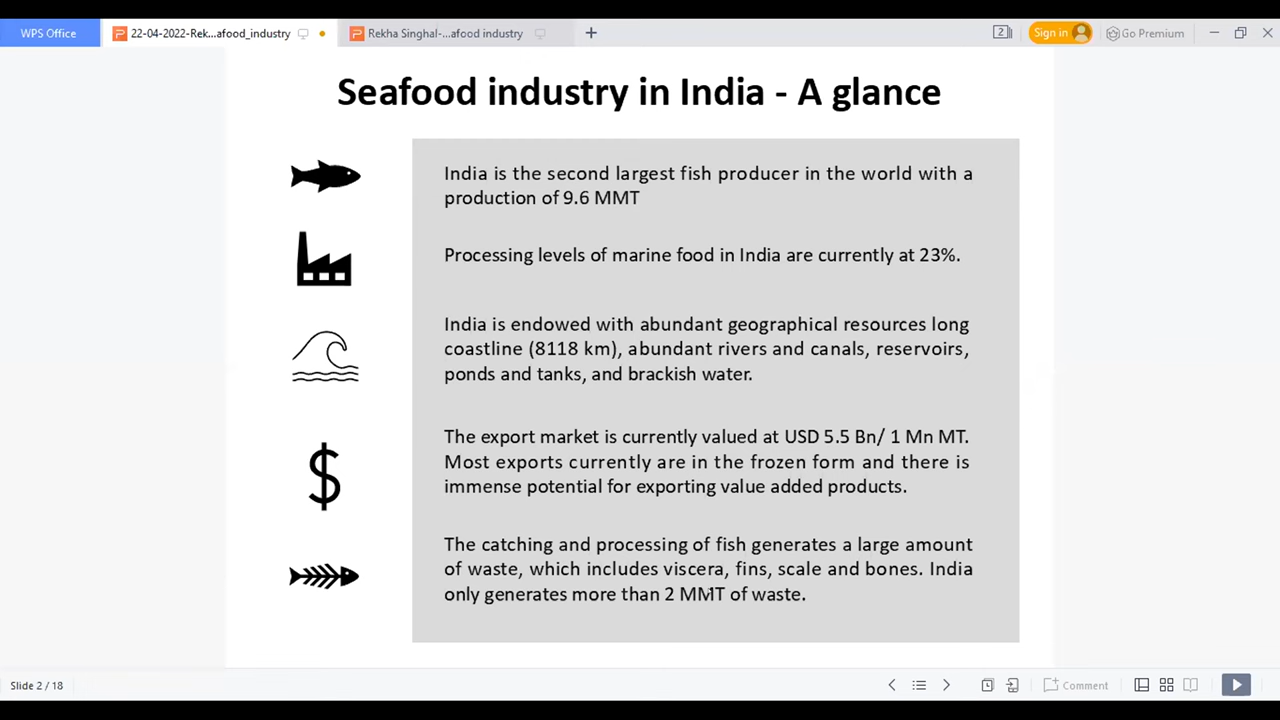 WPS Office
22-04-2022-Rek...afood_industry
Rekha Singhal-...afood industry
2
Sign in
Go Premium
Seafood industry in India - A glance
India is the second largest fish producer in the world with a
production of 9.6 MMT
Processing levels of marine food in India are currently at 23%.
India is endowed with abundant geographical resources long
coastline (8118 km), abundant rivers and canals, reservoirs,
ponds and tanks, and brackish water.
The export market is currently valued at USD 5.5 Bn/ 1 Mn MT.
Most exports currently are in the frozen form and there is
immense potential for exporting value added products.
$
The catching and processing of fish generates a large amount
of waste, which includes viscera, fins, scale and bones. India
only generates more than 2 MMT of waste.
Slide 2 / 18
Comment